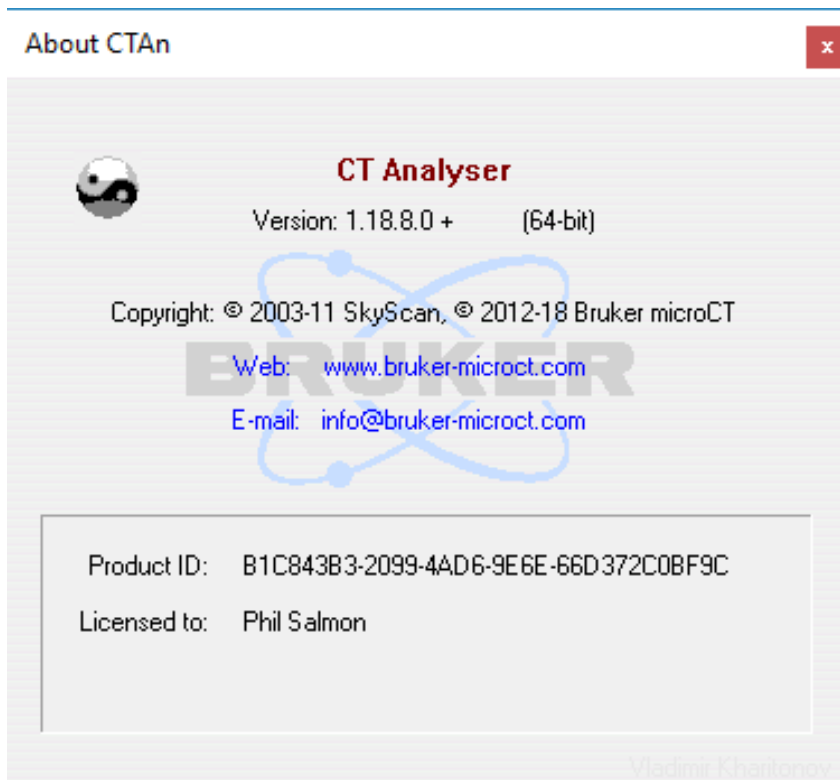 About CTAn
x
CT Analyser
Version: 1.18.8.0 + (64-bit)
Copyright: © 2003-11 SkyScan, © 2012-18 Bruker microCT
BRUKER
Web: www.bruker-microct.com
E-mail: info@bruker-microct.com
Product ID: B1C843B3-2099-4AD6-9E6E-66D372C0BF9C
Licensed to: Phil Salmon
Vladimir Kharitonov